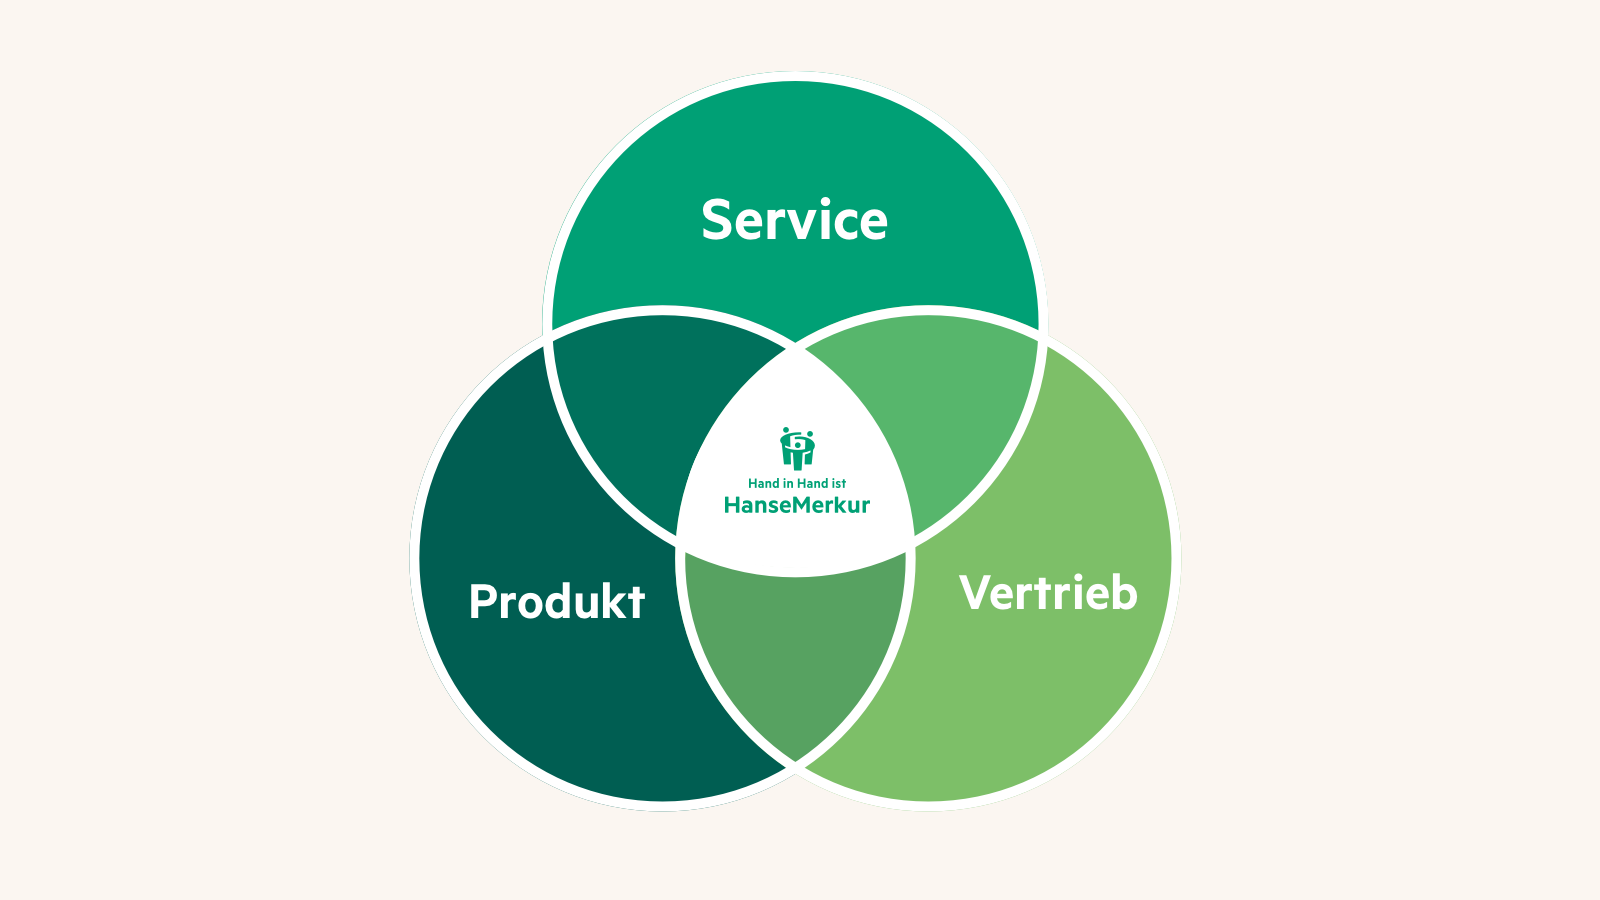 Service
Hand in Hand ist
HanseMerkur
Produkt
Vertrieb